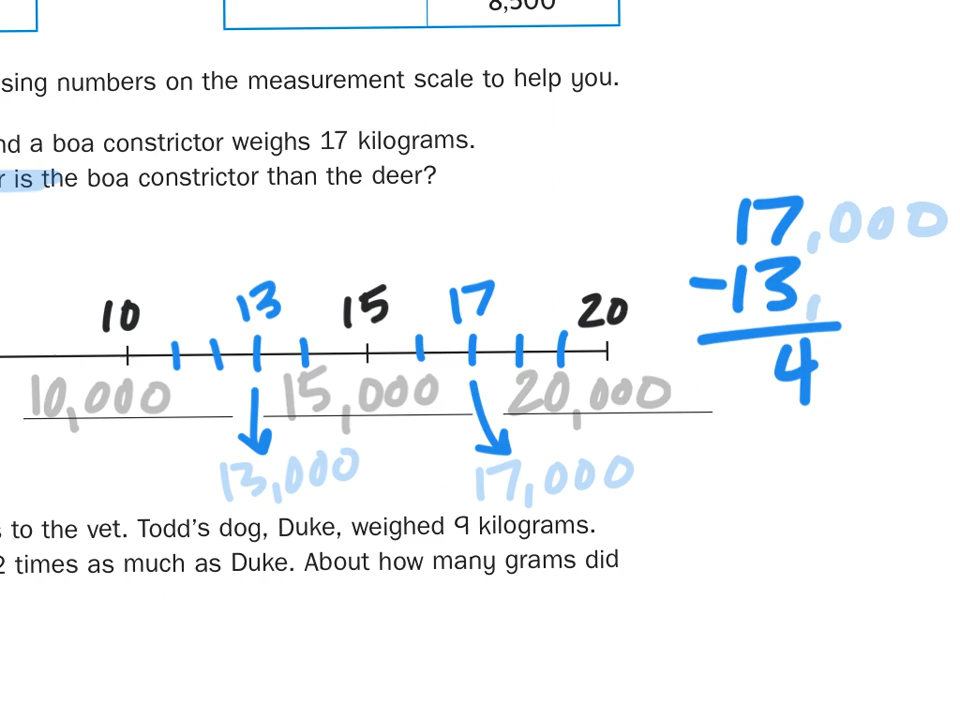 8,500
sing numbers on the measurement scale to help you.
nd a boa constrictor weighs 17 kilograms.
r is the boa constrictor than the deer?
17,000
-13,
4
10 13 15 17 20
10,000 15,000 20,000
13,000 17,000
s to the vet. Todd's dog, Duke, weighed 9 kilograms.
2 times as much as Duke. About how many grams did